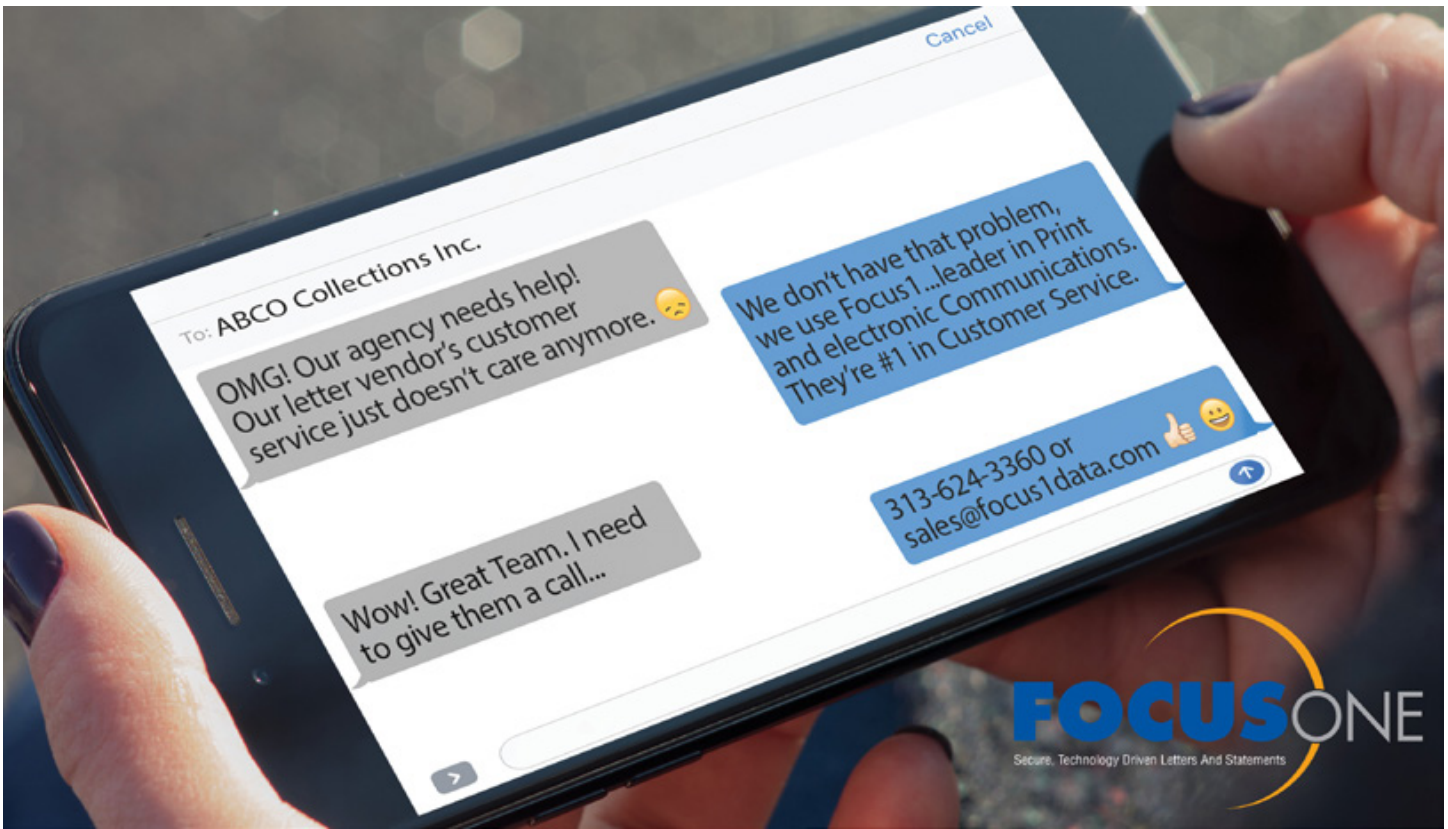 Cancel
To: ABCO Collections Inc.
OMG! Our agency needs help!
Our letter vendor's customer
service just doesn't care anymore. 😞
We don't have that problem,
we use Focus1...leader in Print
and electronic Communications.
They're #1 in Customer Service.
Wow! Great Team. I need
to give them a call...
313-624-3360 or
sales@focus1data.com 👍🏻 😀
FOCUSONE
Secure, Technology Driven Letters And Statements